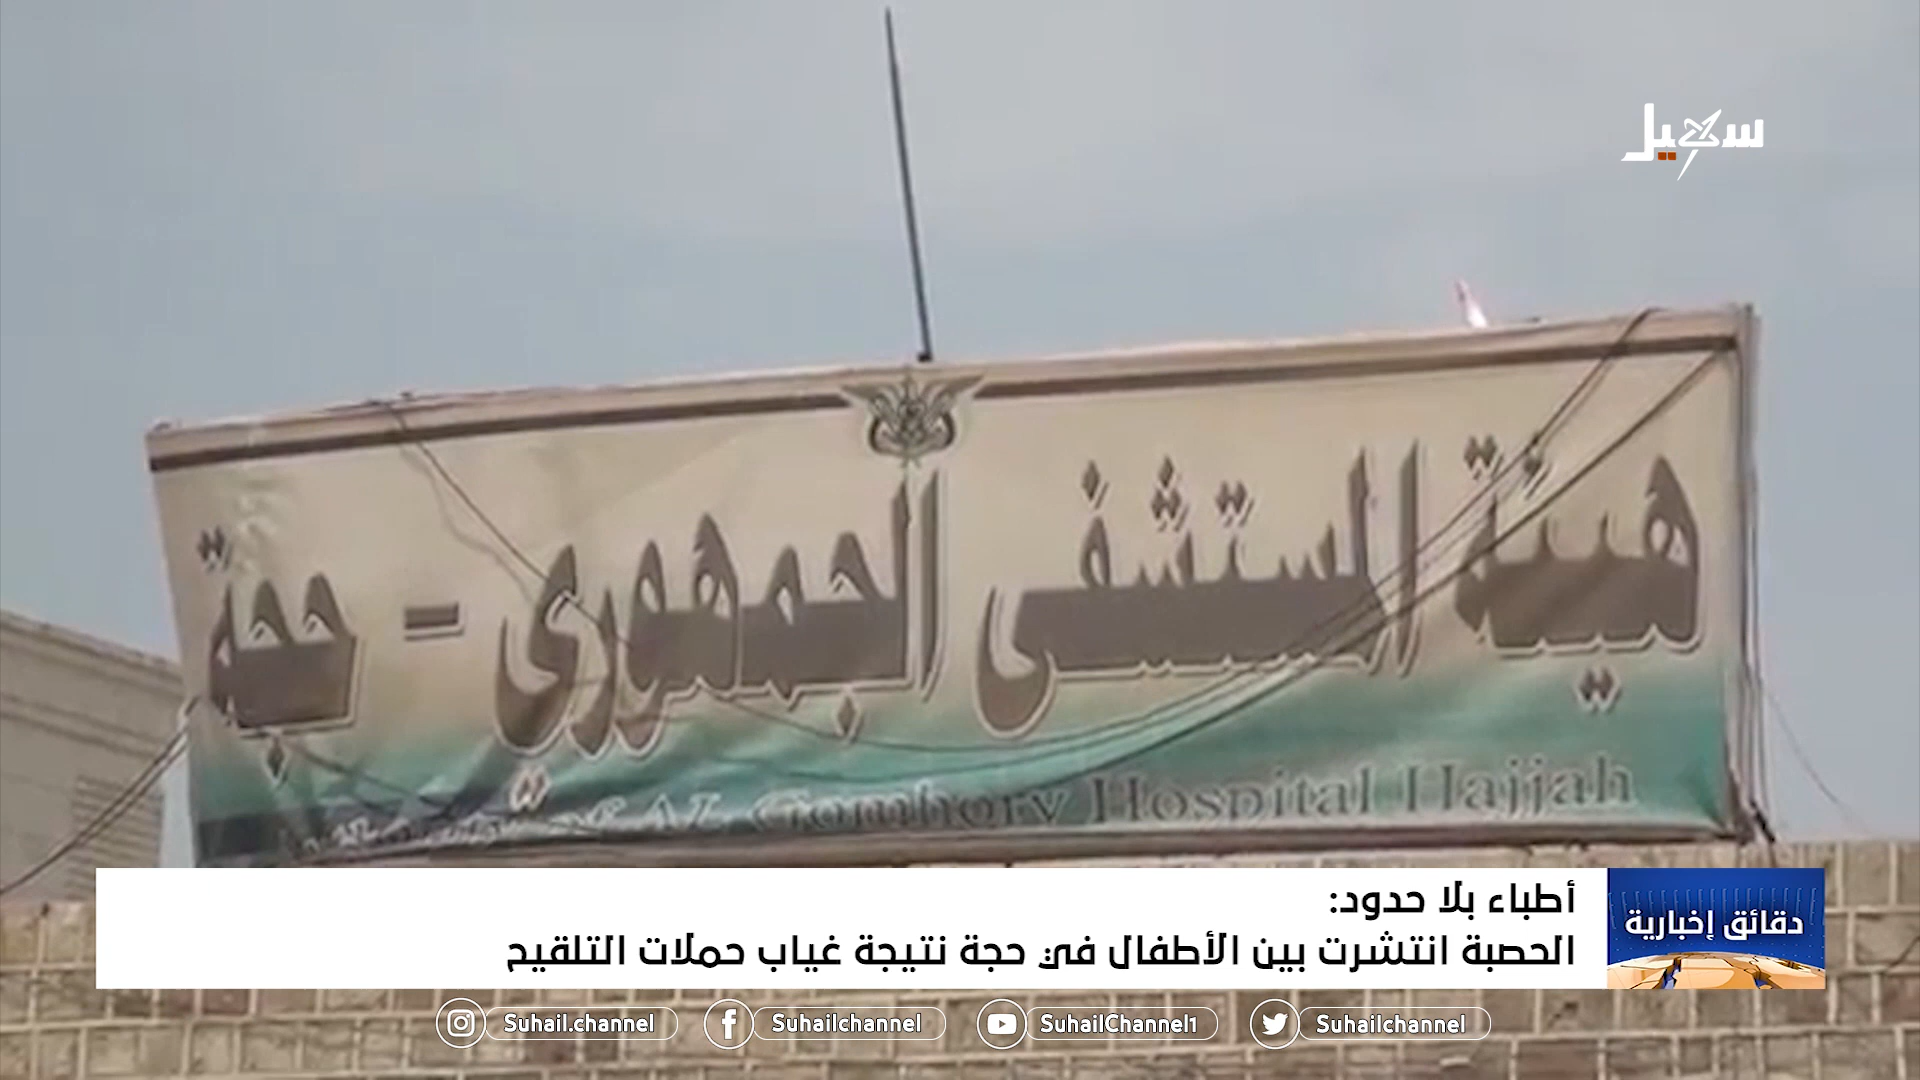 سهيل
هيئة المستشفى الجمهوري - حجة
Hospital Hajjah
دقائق إخبارية
أطباء بلا حدود:
الحصبة انتشرت بين الأطفال في حجة نتيجة غياب حملات التلقيح
Suhail.channel
Suhailchannel
SuhailChannel1
Suhailchannel